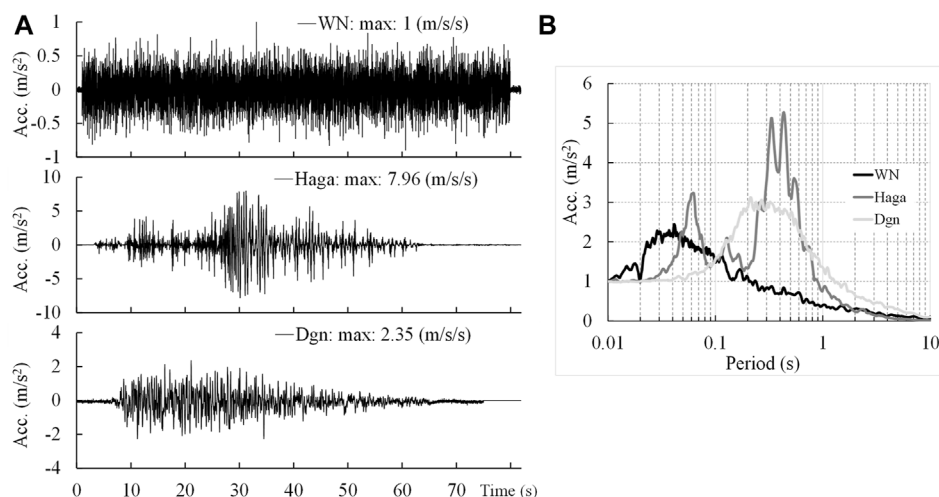 A
WN: max: 1 (m/s/s)
Acc. (m/s²)
1
0.5
0
-0.5
-1
Haga: max: 7.96 (m/s/s)
Acc. (m/s²)
10
5
0
-5
-10
Dgn: max: 2.35 (m/s/s)
Acc. (m/s²)
4
2
0
-2
-4
0 10 20 30 40 50 60 70 Time (s)
B
Acc. (m/s²)
6
5
4
3
2
1
0
WN
Haga
Dgn
0.01 0.1 1 10
Period (s)